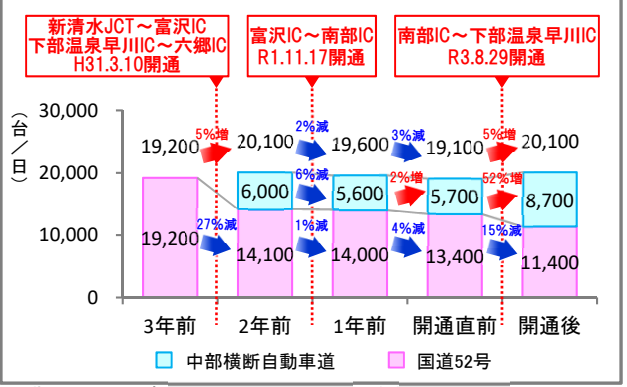 新清水JCT～富沢IC
下部温泉早川IC～六郷IC
H31.3.10開通
富沢IC～南部IC
R1.11.17開通
南部IC～下部温泉早川IC
R3.8.29開通
（台／日）
30,000
20,000
10,000
0
19,200 5%増 20,100 2%減 19,600 3%減 19,100 5%増 20,100
6,000 6%減 5,600 2%増 5,700 52%増 8,700
19,200 27%減 14,100 1%減 14,000 4%減 13,400 15%減 11,400
3年前 2年前 1年前 開通直前 開通後
中部横断自動車道 国道52号